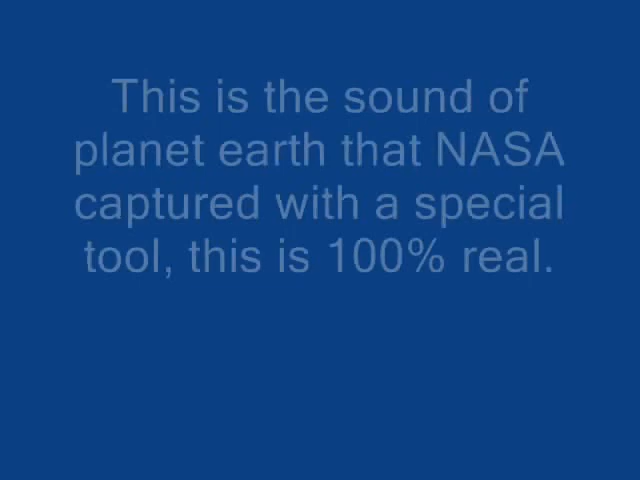 This is the sound of
planet earth that NASA
captured with a special
tool, this is 100% real.